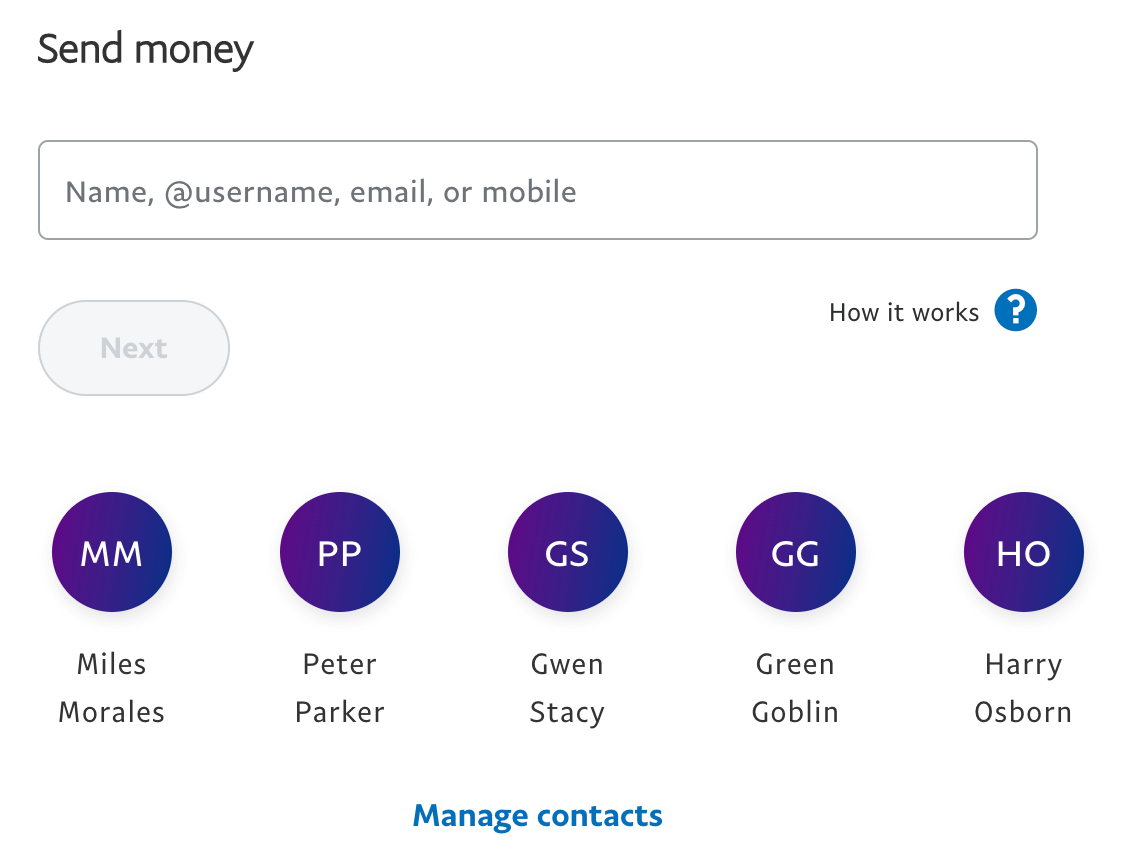 Send money
Name, @username, email, or mobile
How it works ?
Next
MM PP GS GG HO
Miles Peter Gwen Green Harry
Morales Parker Stacy Goblin Osborn
Manage contacts